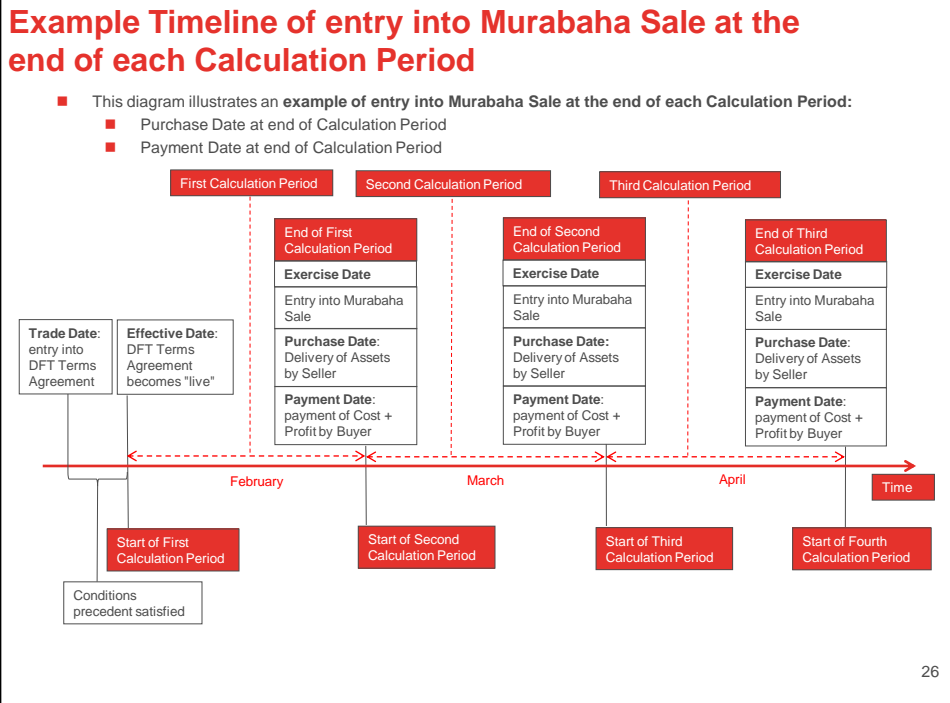 Example Timeline of entry into Murabaha Sale at the
end of each Calculation Period
This diagram illustrates an example of entry into Murabaha Sale at the end of each Calculation Period:
Purchase Date at end of Calculation Period
Payment Date at end of Calculation Period
First Calculation Period
Second Calculation Period
Third Calculation Period
End of First
Calculation Period
Exercise Date
Entry into Murabaha
Sale
Purchase Date:
Delivery of Assets
by Seller
Payment Date:
payment of Cost +
Profit by Buyer
End of Second
Calculation Period
Exercise Date
Entry into Murabaha
Sale
Purchase Date:
Delivery of Assets
by Seller
Payment Date:
payment of Cost +
Profit by Buyer
End of Third
Calculation Period
Exercise Date
Entry into Murabaha
Sale
Purchase Date:
Delivery of Assets
by Seller
Payment Date:
payment of Cost +
Profit by Buyer
Trade Date:
entry into
DFT Terms
Agreement
Effective Date:
DFT Terms
Agreement
becomes "live"
February
March
April
Time
Start of First
Calculation Period
Start of Second
Calculation Period
Start of Third
Calculation Period
Start of Fourth
Calculation Period
Conditions
precedent satisfied
26